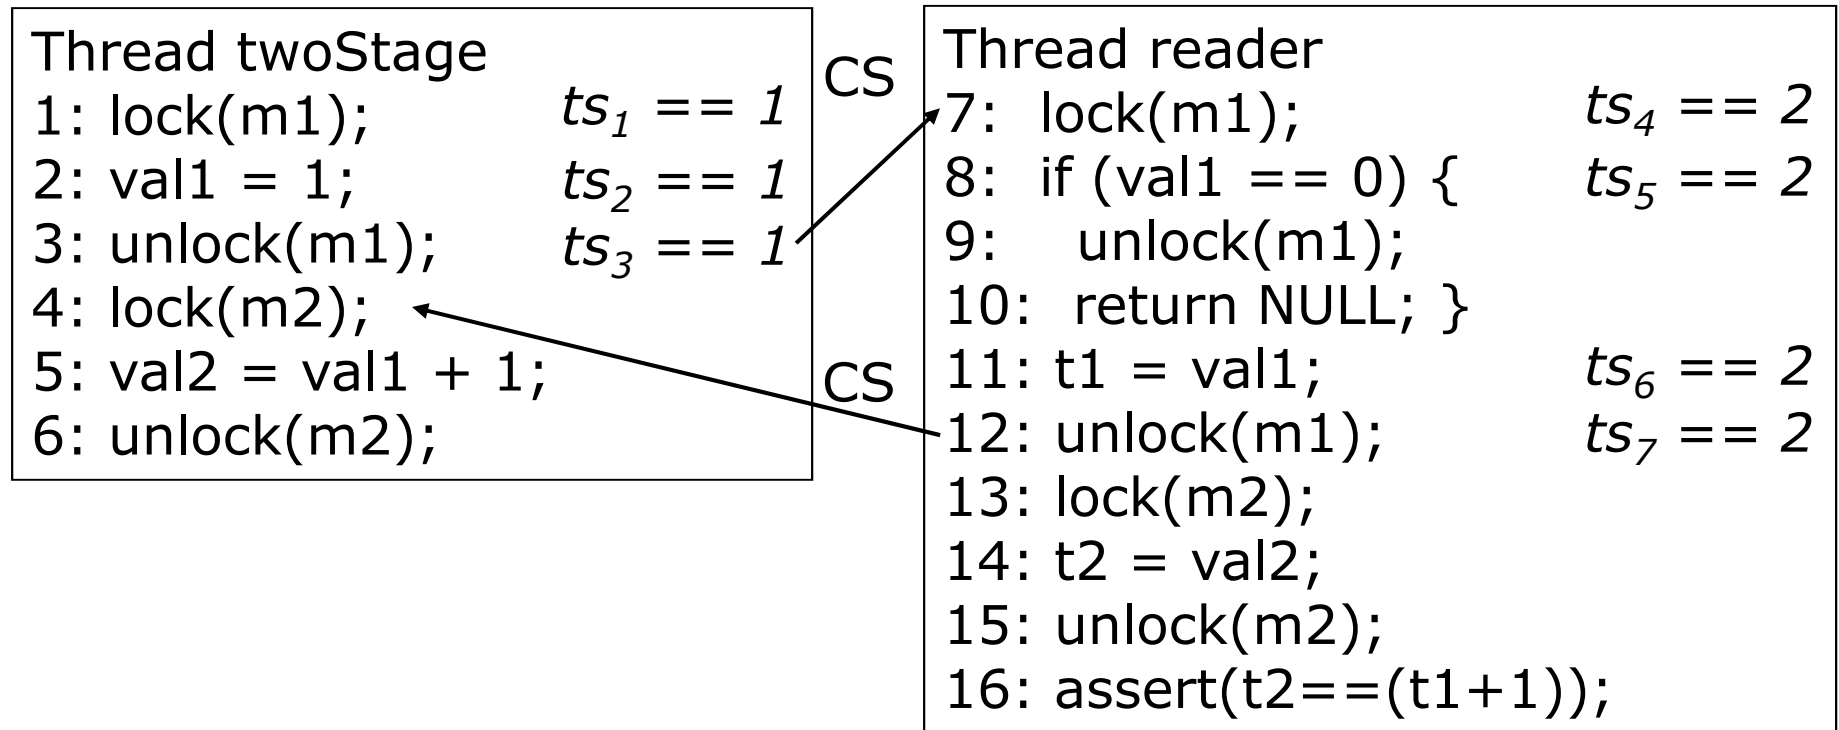 Thread twoStage
1: lock(m1); ts1 == 1
2: val1 = 1; ts2 == 1
3: unlock(m1); ts3 == 1
4: lock(m2);
5: val2 = val1 + 1;
6: unlock(m2);
CS
CS
Thread reader
7: lock(m1); ts4 == 2
8: if (val1 == 0) { ts5 == 2
9: unlock(m1);
10: return NULL; }
11: t1 = val1; ts6 == 2
12: unlock(m1); ts7 == 2
13: lock(m2);
14: t2 = val2;
15: unlock(m2);
16: assert(t2==(t1+1));